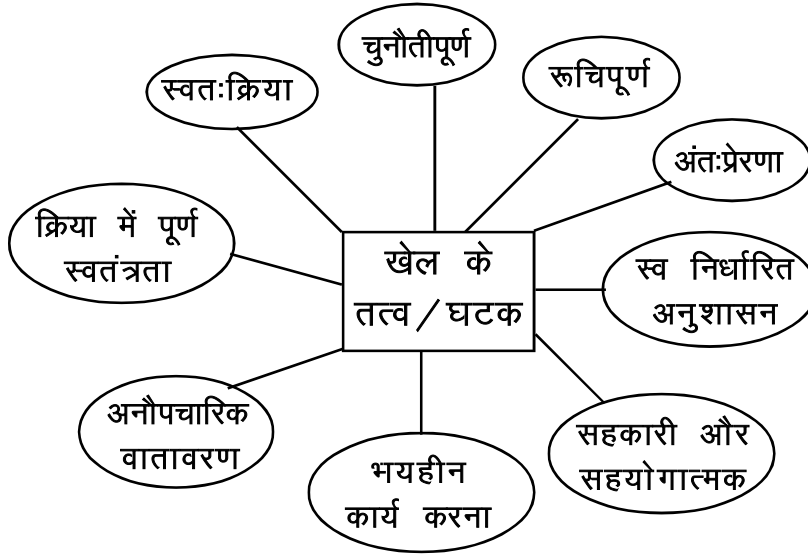 चुनौतीपूर्ण
रूचिपूर्ण
स्वतःक्रिया
अंतःप्रेरणा
क्रिया में पूर्ण
स्वतंत्रता
खेल के
तत्व/घटक
स्व निर्धारित
अनुशासन
अनौपचारिक
वातावरण
सहकारी और
सहयोगात्मक
भयहीन
कार्य करना